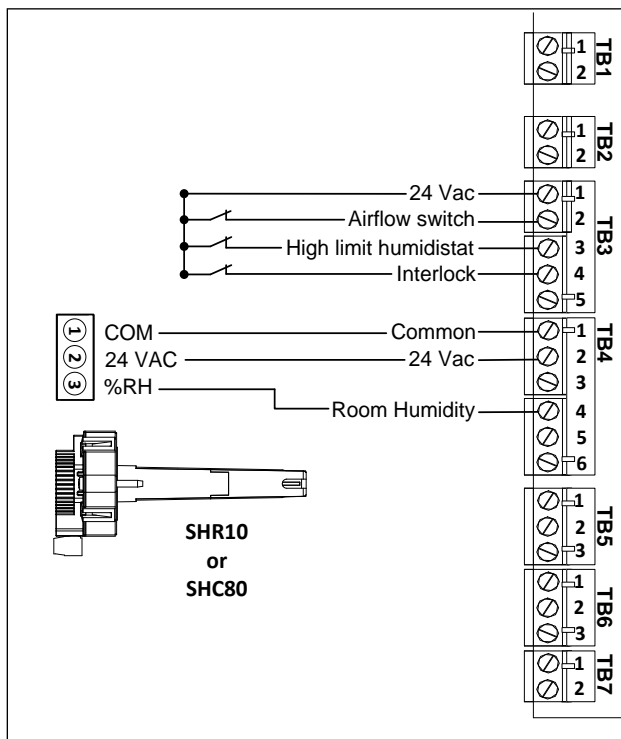 1
2
TB1
1
2
TB2
24 Vac 1
Airflow switch 2
High limit humidistat 3
Interlock 4
5
TB3
1 COM Common 1
2 24 VAC 24 Vac 2
3 %RH 3
Room Humidity 4
5
6
TB4
SHR10
or
SHC80
1
2
3
TB5
1
2
3
TB6
1
2
TB7